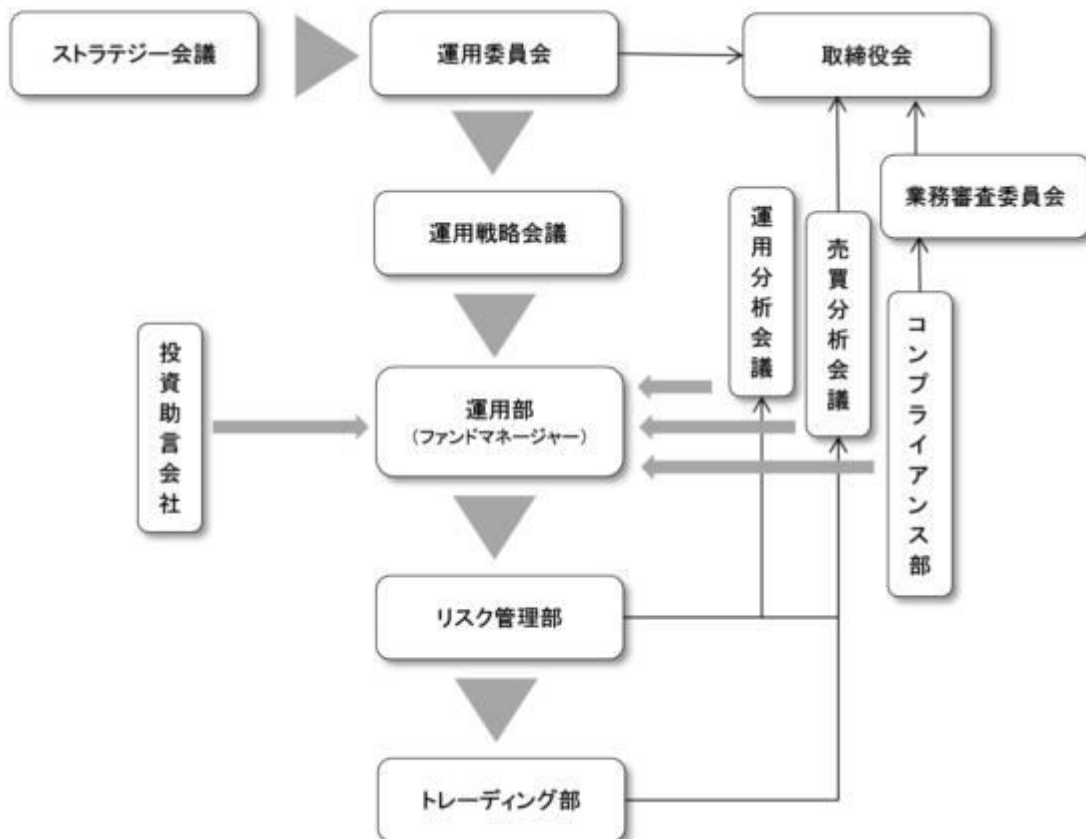 ストラテジー会議
運用委員会
取締役会
業務審査委員会
運用戦略会議
運用分析会議
売買分析会議
コンプライアンス部
投資助言会社
運用部
(ファンドマネージャー)
リスク管理部
トレーディング部